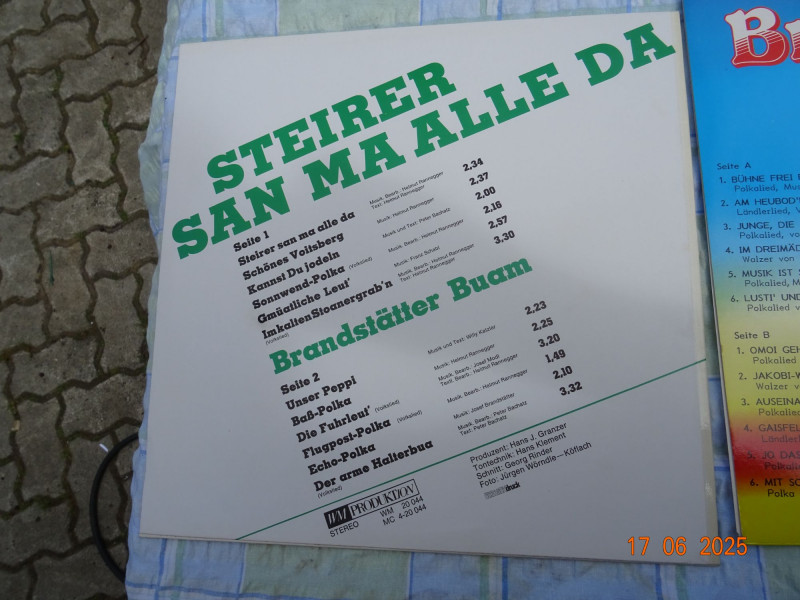 STEIRER
SAN MA ALLE DA
Seite 1
Steirer san ma alle da Musik, Bearb.: Helmut Rannegger 2,34
Text: Helmut Rannegger
Schönes Voitsberg Musik: Helmut Rannegger 2,37
Kannst Du jodeln Musik und Text: Peter Bachatz 2,00
Sonnwend-Polka (Volkslied) Musik, Bearb.: Helmut Rannegger 2,16
Gmüatliche Leut' Musik: Franz Schabi 2,57
Im kalten Stoanergrab'n Musik, Bearb.: Helmut Rannegger 3,30
(Volkslied) Text: Helmut Rannegger
Brandstätter Buam
Seite 2
Unser Peppi Musik und Text: Willy Katzler 2,23
Baß-Polka Musik: Helmut Rannegger 2,25
Die Fuhrleut' (Volkslied) Musik, Bearb.: Josef Modl 3,20
Text, Bearb.: Helmut Rannegger
Flugpost-Polka (Volkslied) Musik, Bearb.: Helmut Rannegger 1,49
Echo-Polka Musik: Josef Brandstätter 2,10
Der arme Halterbua Musik, Bearb.: Peter Bachatz 3,32
(Volkslied) Text: Peter Bachatz
Produzent: Hans J. Granzer
Tontechnik: Hans Klement
Schnitt: Georg Rinder
Foto: Jürgen Wörndle—Köflach
druck
WM PRODUKTION
STEREO WM 20 044
MC 4-20 044
Seite A
1. BÜHNE FREI
Polkalied, Mus
2. AM HEUBOD'
Ländlerlied,
3. JUNGE, DIE
Polkalied, vo
4. IM DREIMÄD
Walzer von
5. MUSIK IST
Polkalied, M
6. LUSTI' UND
Polka v
Seite B
1. OMOI GEH
Polkalied
2. JAKOBI-W
Walzer v
3. AUSEINA
Polkalied
4. GAISFEL
Ländlerl
5. JO, DAS
Polkalied
6. MIT SC
Polka
17 06 2025